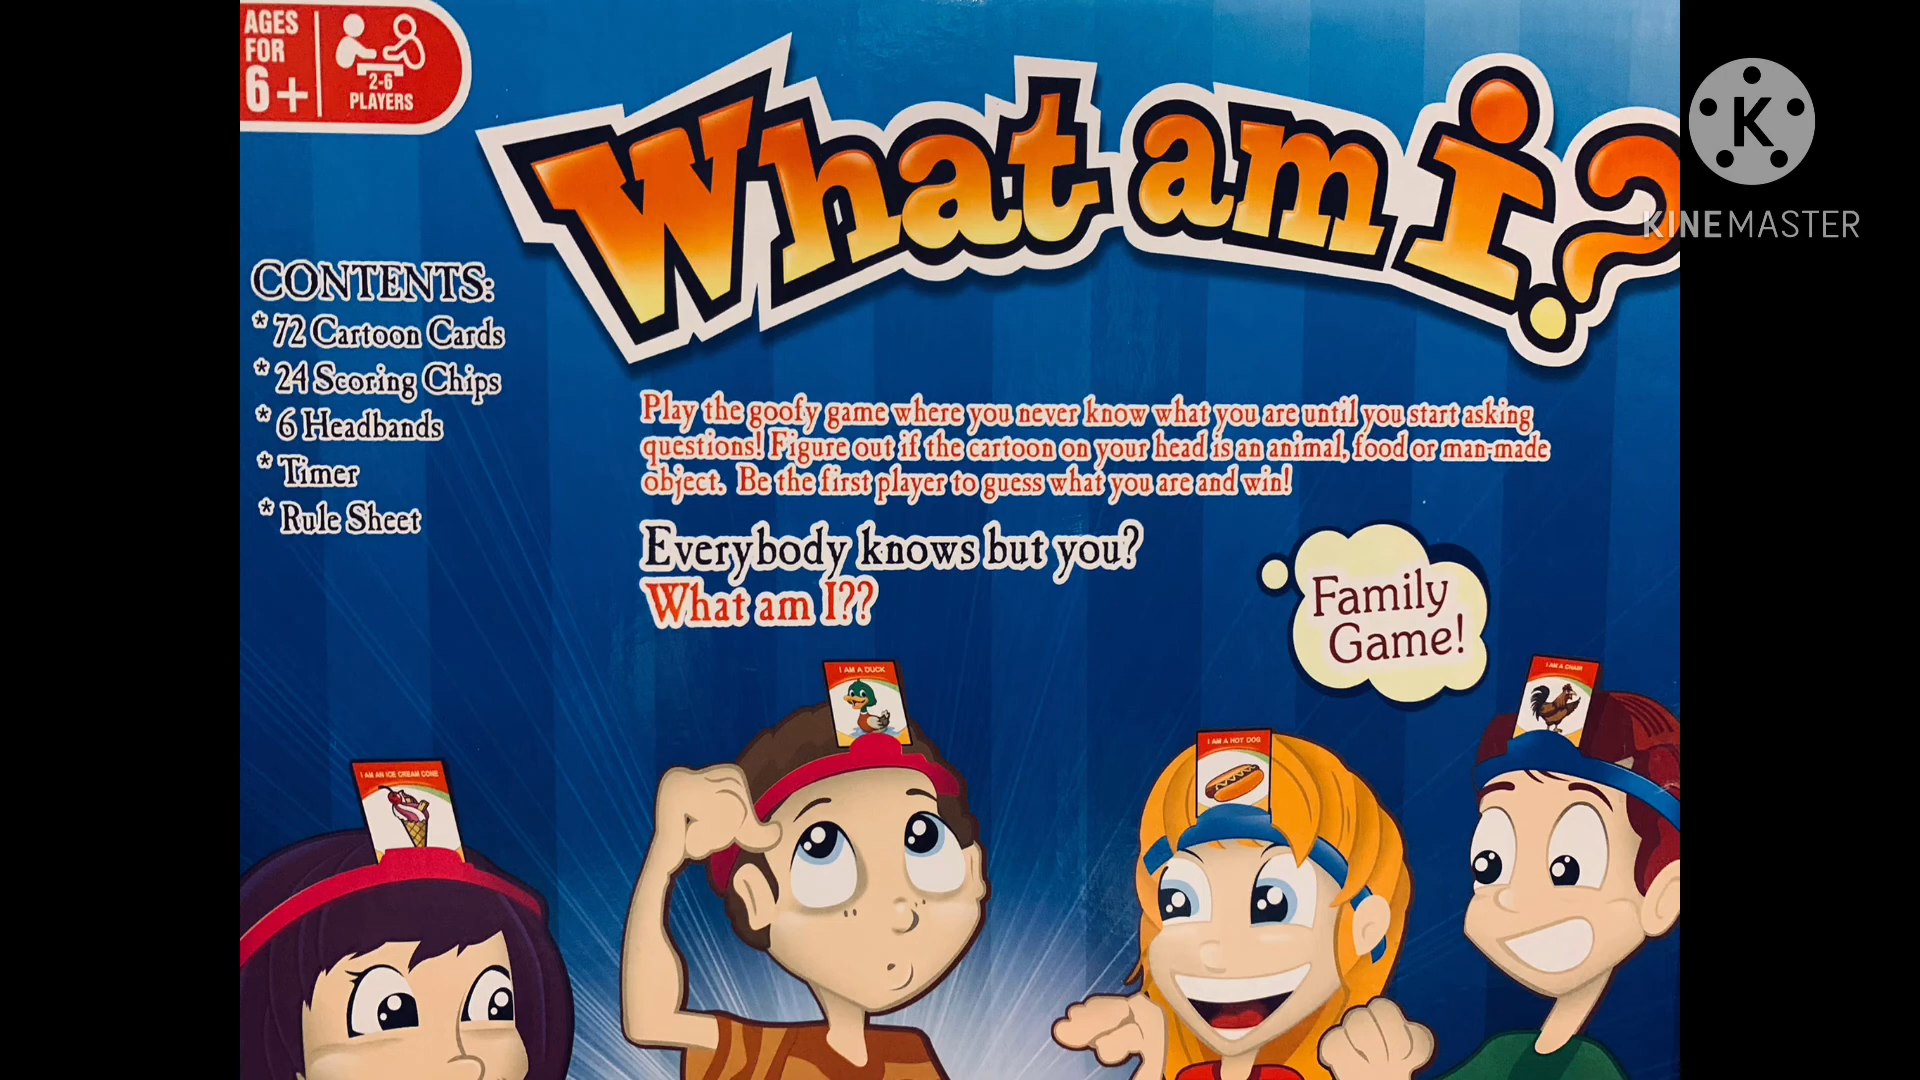 AGES
FOR
6+
2-6
PLAYERS
What am i?
KINEMASTER
K
CONTENTS:
* 72 Cartoon Cards
* 24 Scoring Chips
* 6 Headbands
* Timer
* Rule Sheet
Play the goofy game where you never know what you are until you start asking
questions! Figure out if the cartoon on your head is an animal, food or man-made
object. Be the first player to guess what you are and win!
Everybody knows but you?
What am I??
Family
Game!
I AM AN ICE CREAM CONE
I AM A DUCK
I AM A HOT DOG
I AM A CHAIR